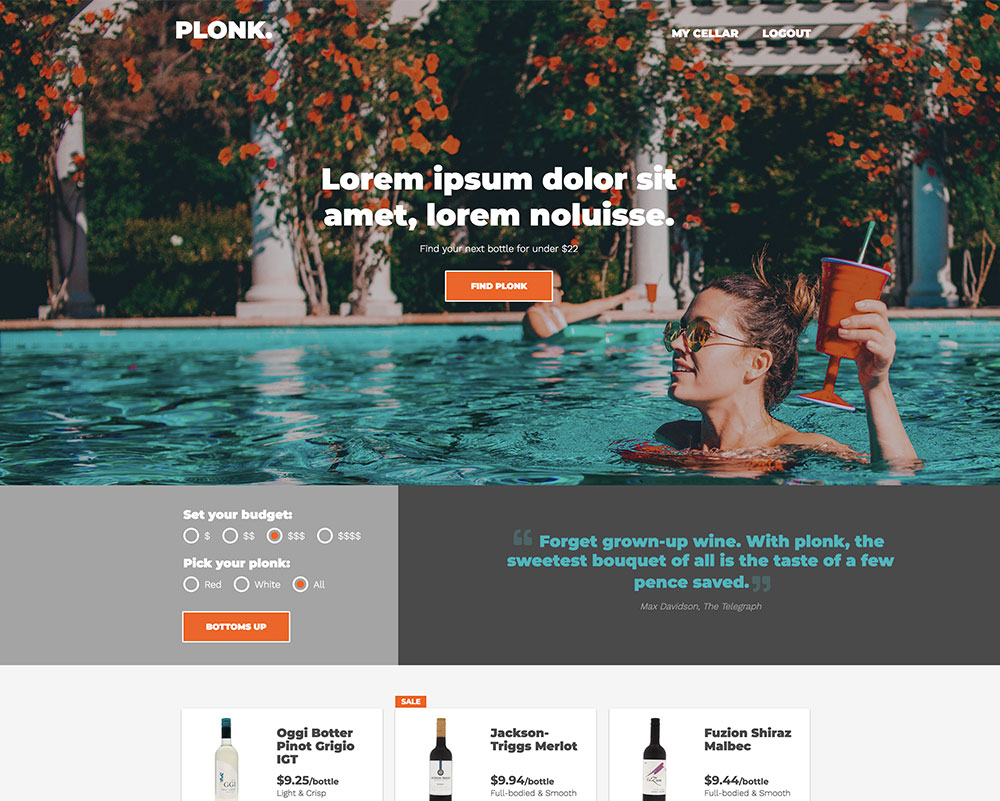 PLONK.
MY CELLAR
LOGOUT
Lorem ipsum dolor sit
amet, lorem noluisse.
Find your next bottle for under $22
FIND PLONK
Set your budget:
$ $$ $$$ $$$$
Pick your plonk:
Red White All
BOTTOMS UP
“ Forget grown-up wine. With plonk, the
sweetest bouquet of all is the taste of a few
pence saved. ”
Max Davidson, The Telegraph
Oggi Botter
Pinot Grigio
IGT
$9.25/bottle
Light & Crisp
SALE
Jackson-
Triggs Merlot
$9.94/bottle
Full-bodied & Smooth
Fuzion Shiraz
Malbec
$9.44/bottle
Full-bodied & Smooth